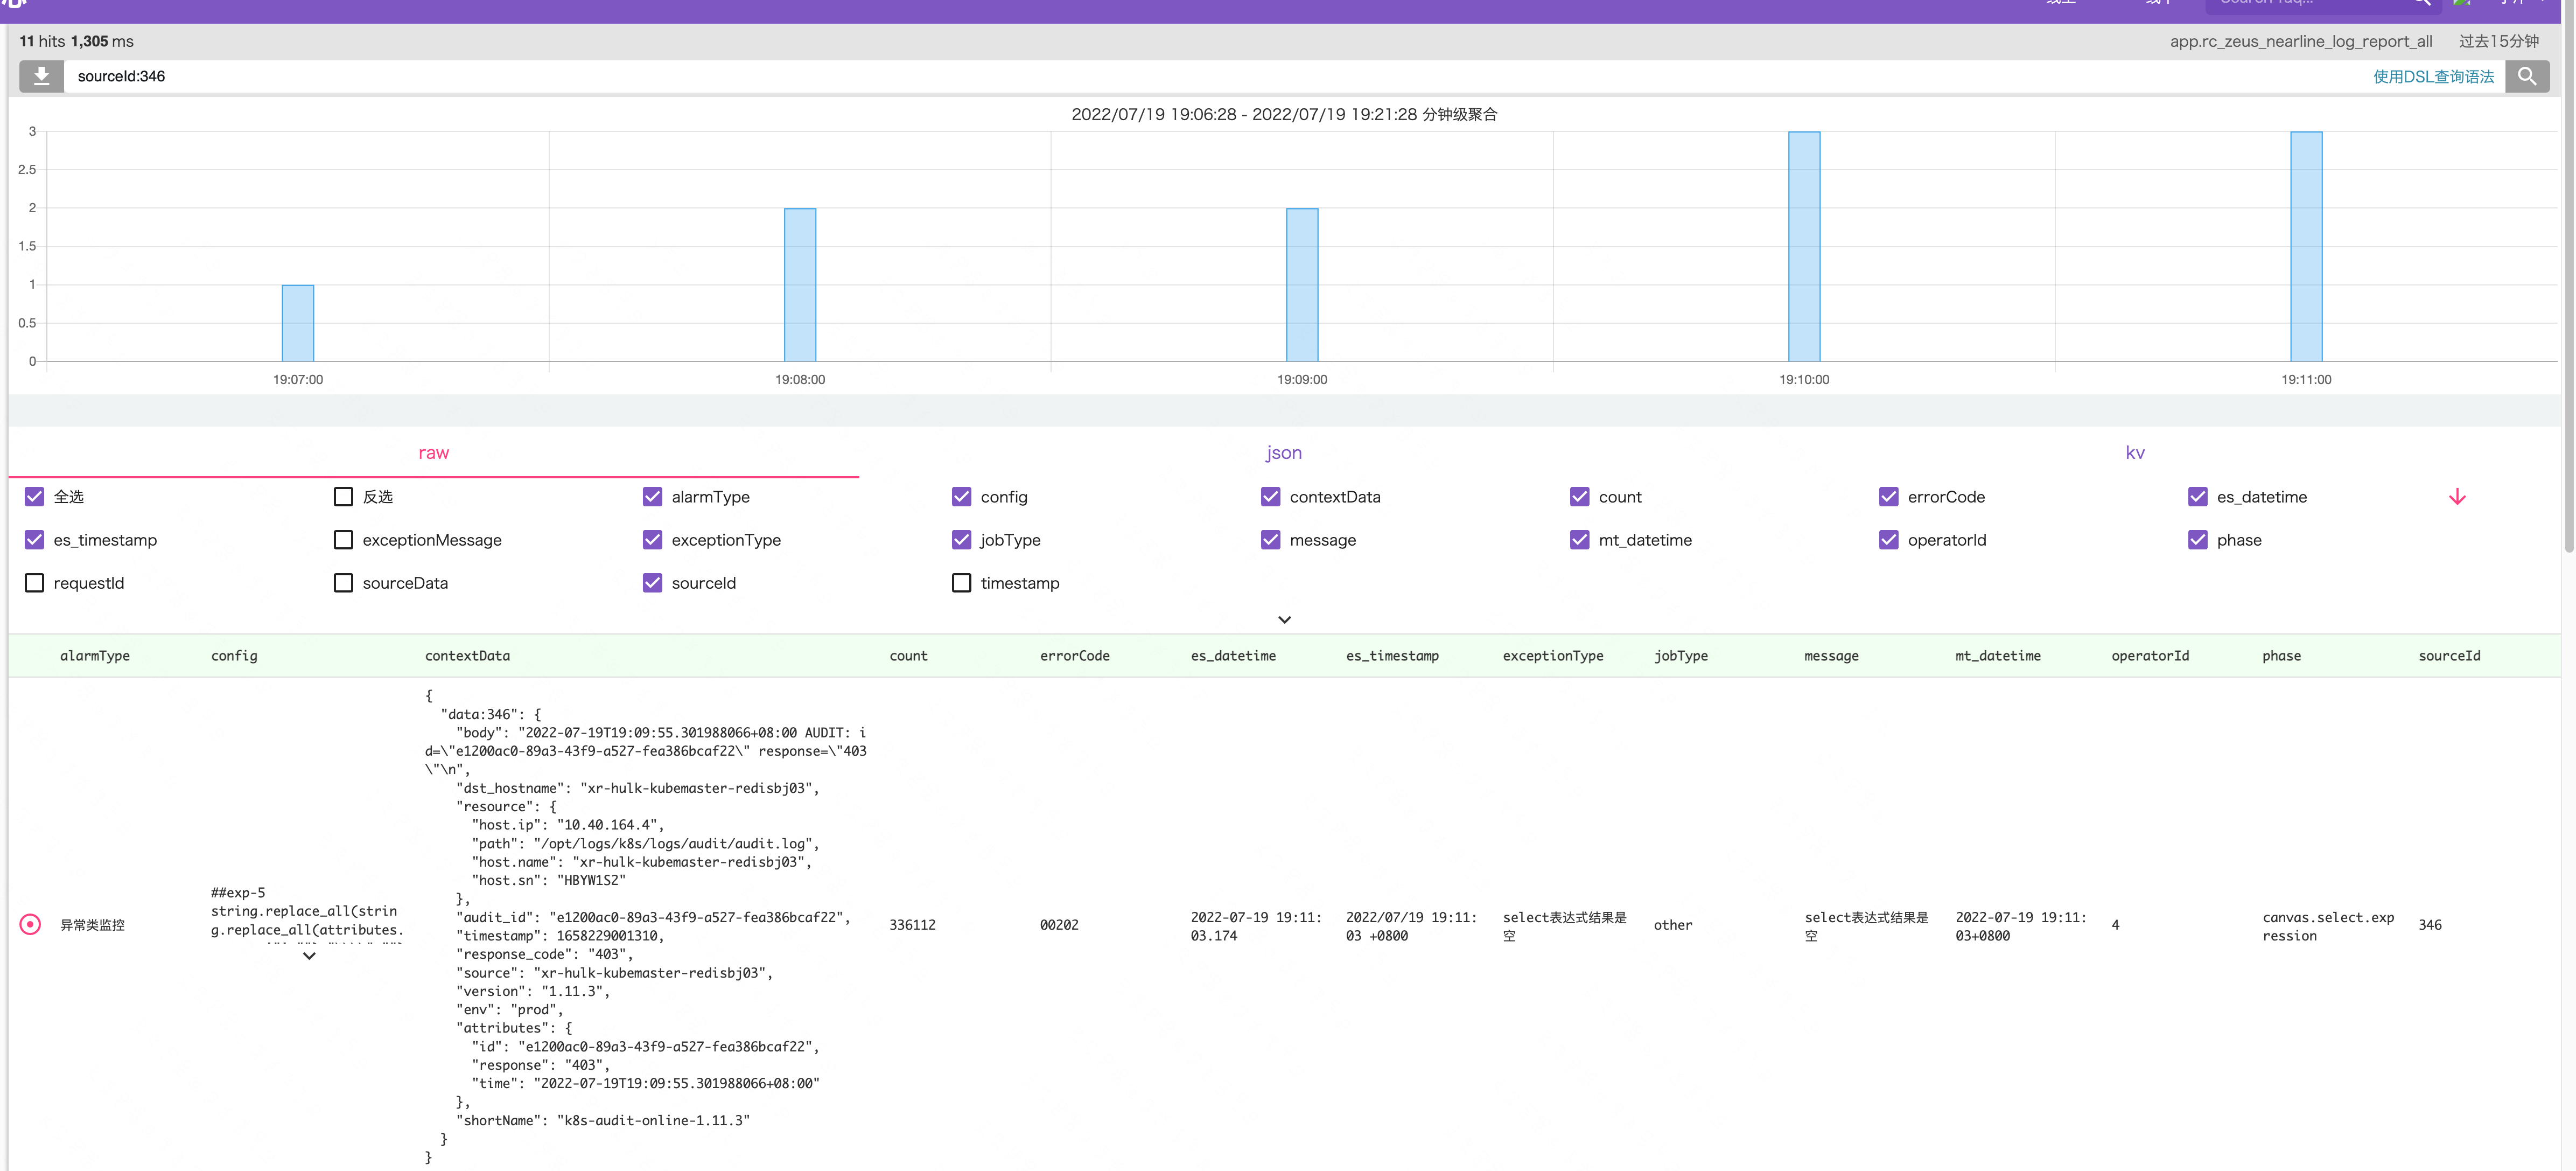 11 hits 1,305 ms
app.rc_zeus_nearline_log_report_all 过去15分钟
sourceId:346
使用DSL查询语法
2022/07/19 19:06:28 - 2022/07/19 19:21:28 分钟级聚合
3
2.5
2
1.5
1
0.5
0
19:07:00 19:08:00 19:09:00 19:10:00 19:11:00
raw json kv
全选 反选 alarmType config contextData count errorCode es_datetime
es_timestamp exceptionMessage exceptionType jobType message mt_datetime operatorId phase
requestId sourceData sourceId timestamp
alarmType config contextData count errorCode es_datetime es_timestamp exceptionType jobType message mt_datetime operatorId phase sourceId
异常类监控
##exp-5
string.replace_all(strin
g.replace_all(attributes.
{
"data:346": {
"body": "2022-07-19T19:09:55.301988066+08:00 AUDIT: i
d=\"e1200ac0-89a3-43f9-a527-fea386bcaf22\" response=\"403
\"\n",
"dst_hostname": "xr-hulk-kubemaster-redisbj03",
"resource": {
"host.ip": "10.40.164.4",
"path": "/opt/logs/k8s/logs/audit/audit.log",
"host.name": "xr-hulk-kubemaster-redisbj03",
"host.sn": "HBYW1S2"
},
"audit_id": "e1200ac0-89a3-43f9-a527-fea386bcaf22",
"timestamp": 1658229001310,
"response_code": "403",
"source": "xr-hulk-kubemaster-redisbj03",
"version": "1.11.3",
"env": "prod",
"attributes": {
"id": "e1200ac0-89a3-43f9-a527-fea386bcaf22",
"response": "403",
"time": "2022-07-19T19:09:55.301988066+08:00"
},
"shortName": "k8s-audit-online-1.11.3"
}
}
336112
00202
2022-07-19 19:11:
03.174
2022/07/19 19:11:
03 +0800
select表达式结果是
空
other
select表达式结果是
空
2022-07-19 19:11:
03+0800
4
canvas.select.exp
ression
346